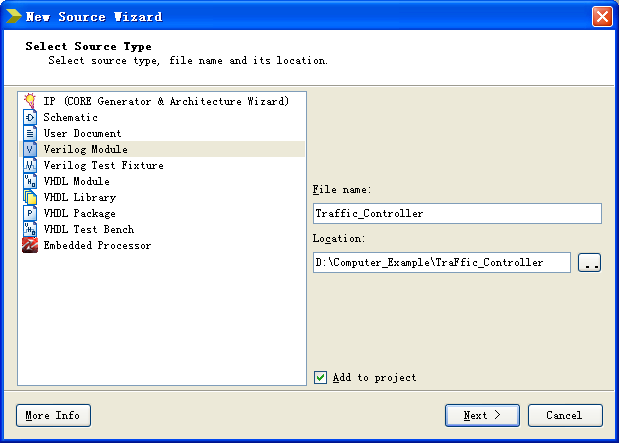 New Source Wizard
Select Source Type
Select source type, file name and its location.
IP (CORE Generator & Architecture Wizard)
Schematic
User Document
Verilog Module
Verilog Test Fixture
VHDL Module
VHDL Library
VHDL Package
VHDL Test Bench
Embedded Processor
File name:
Traffic_Controller
Location:
D:\Computer_Example\TraFfic_Controller
..
Add to project
More Info
Next >
Cancel